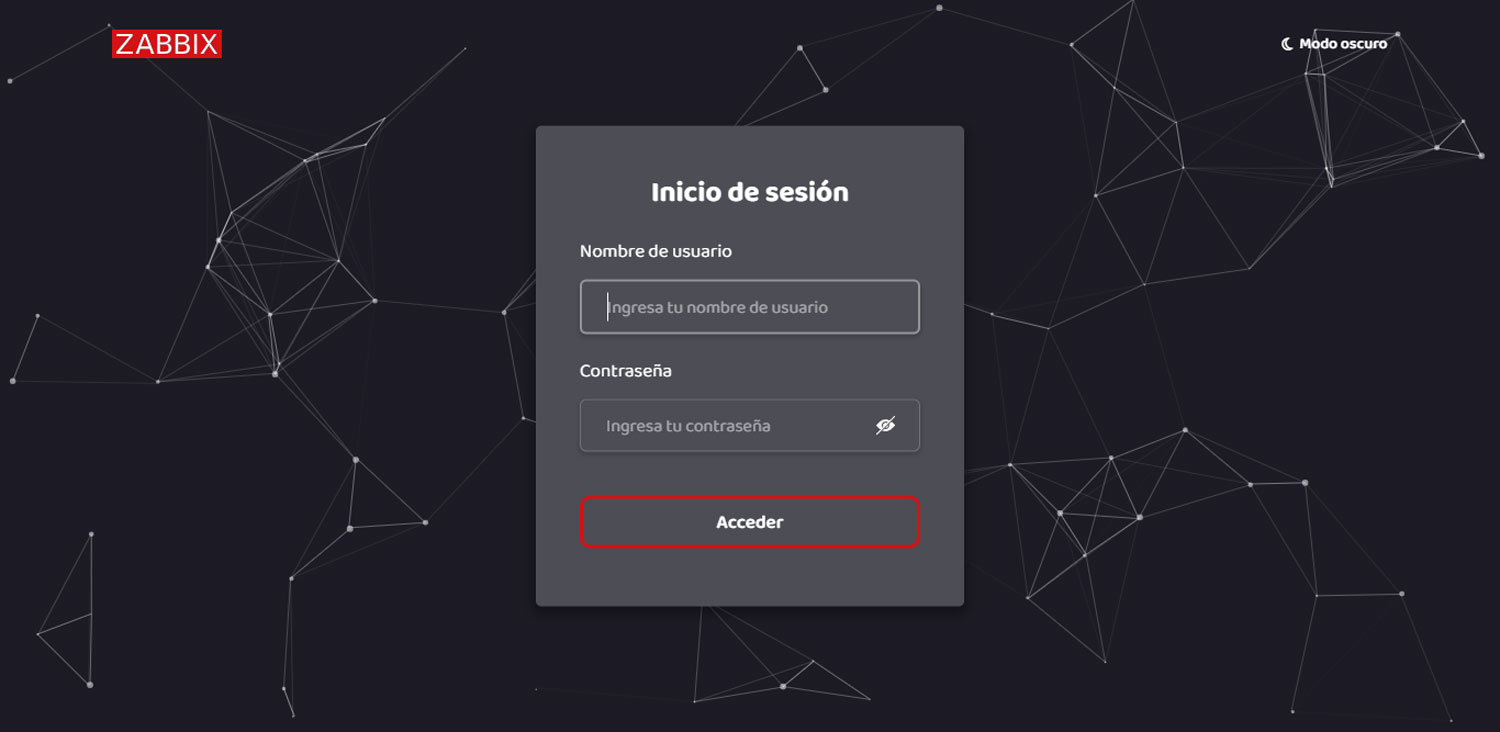 ZABBIX
Modo oscuro
Inicio de sesión
Nombre de usuario
Ingresa tu nombre de usuario
Contraseña
Ingresa tu contraseña
Acceder